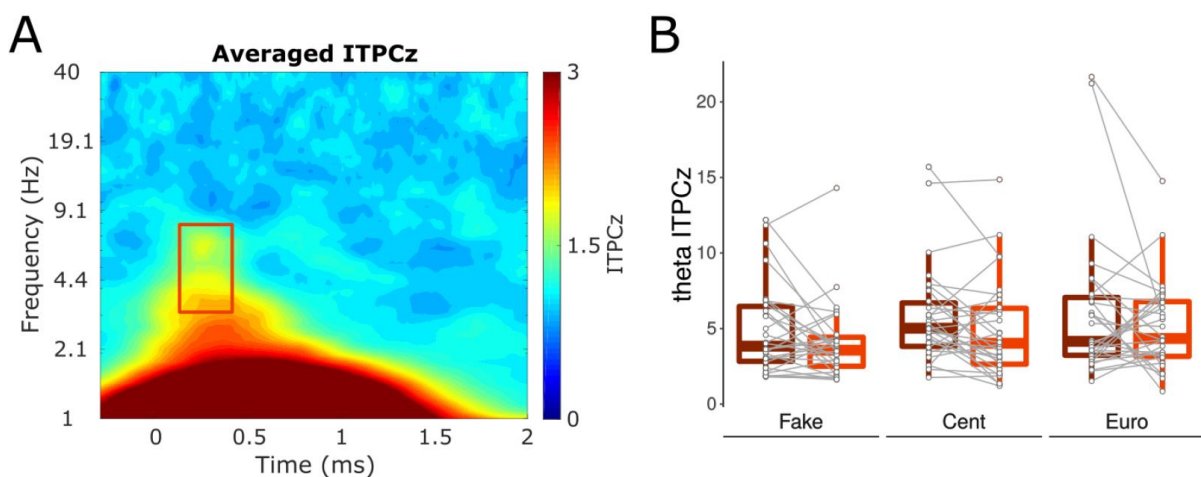 A
Averaged ITPCz
40
19.1
9.1
4.4
2.1
1
Frequency (Hz)
0
0.5
1
1.5
2
Time (ms)
3
1.5
0
ITPCz
B
theta ITPCz
20
15
10
5
0
Fake
Cent
Euro